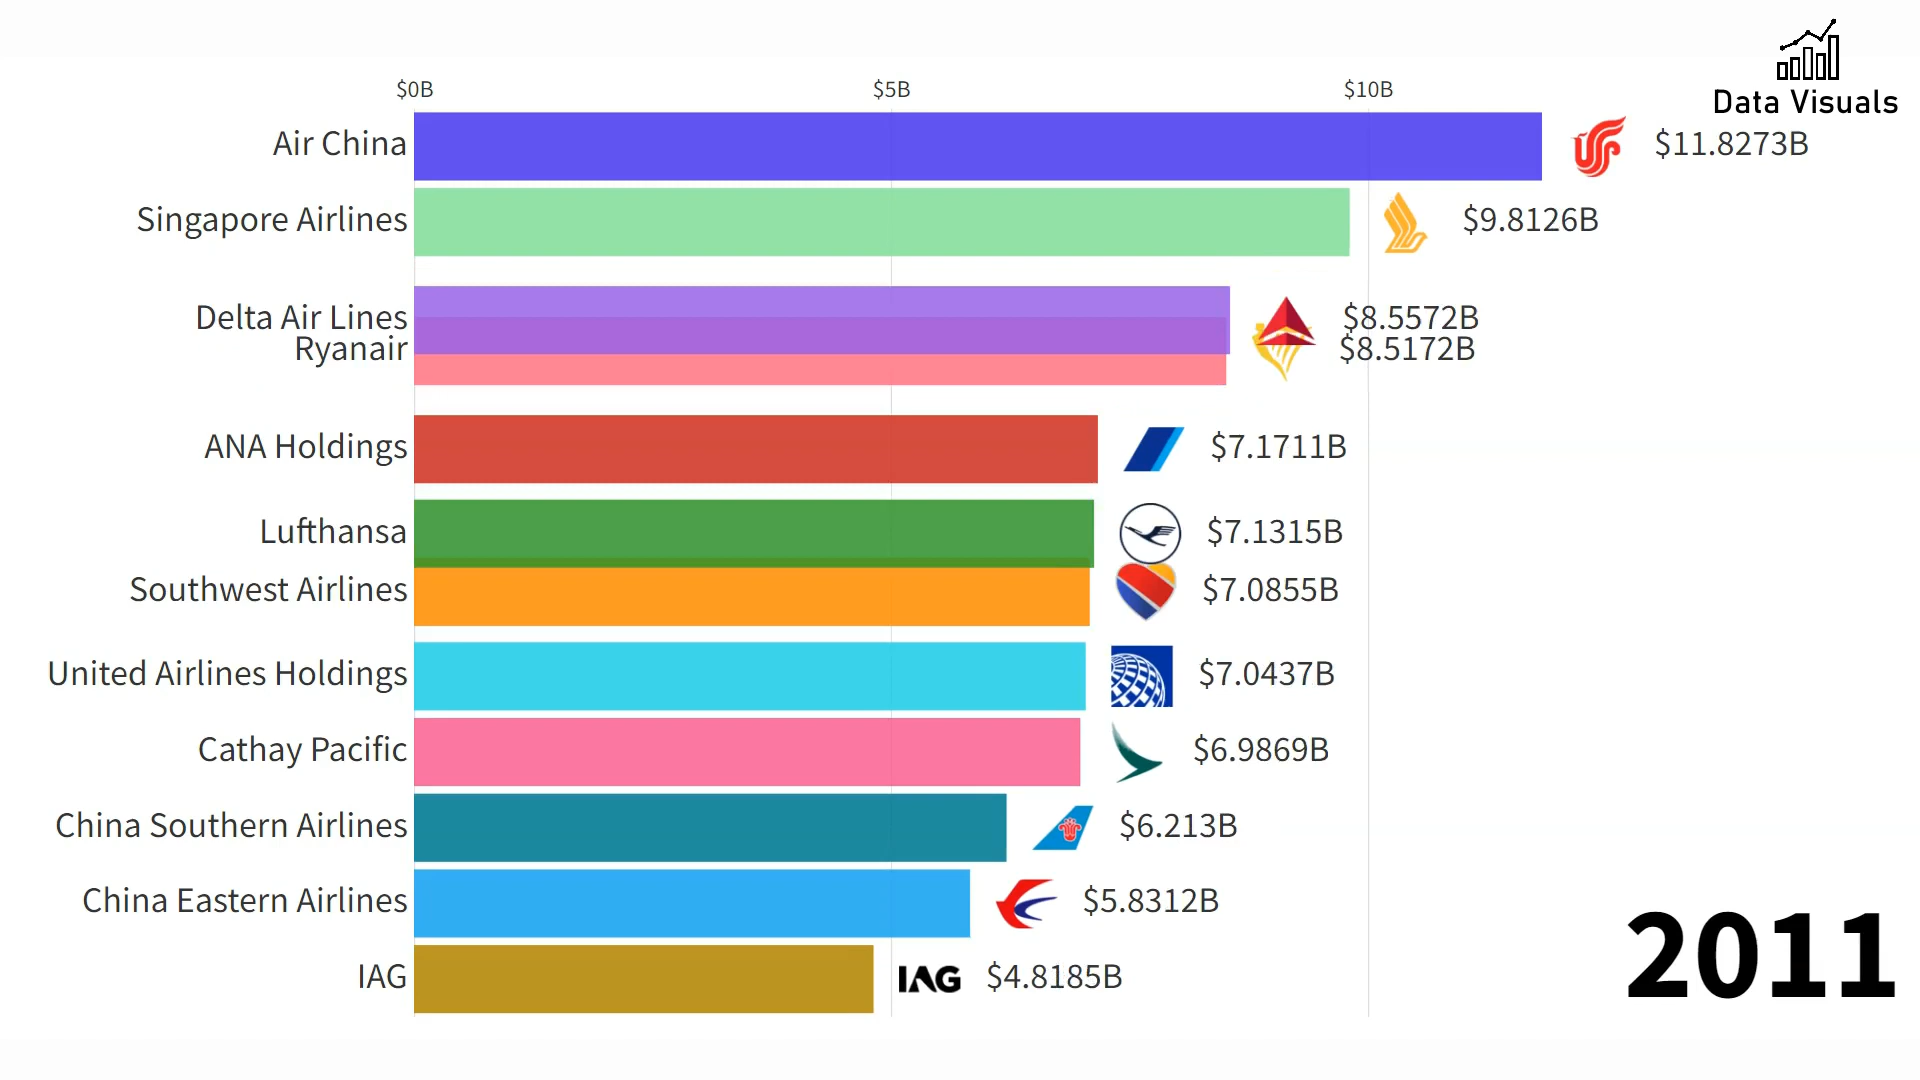 $0B $5B $10B
Data Visuals
Air China $11.8273B
Singapore Airlines $9.8126B
Delta Air Lines $8.5572B
Ryanair $8.5172B
ANA Holdings $7.1711B
Lufthansa $7.1315B
Southwest Airlines $7.0855B
United Airlines Holdings $7.0437B
Cathay Pacific $6.9869B
China Southern Airlines $6.213B
China Eastern Airlines $5.8312B
IAG IAG $4.8185B
2011